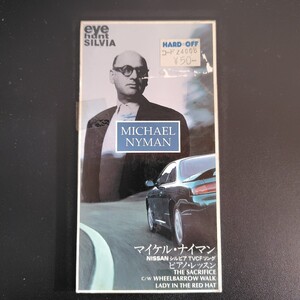 eye
hunt
SILVIA
HARD OFF
¥50-
MICHAEL
NYMAN
マイケル・ナイマン
NISSAN シルビア TVCFソング
ピアノ・レッスン
THE SACRIFICE
C/W WHEELBARROW WALK
LADY IN THE RED HAT